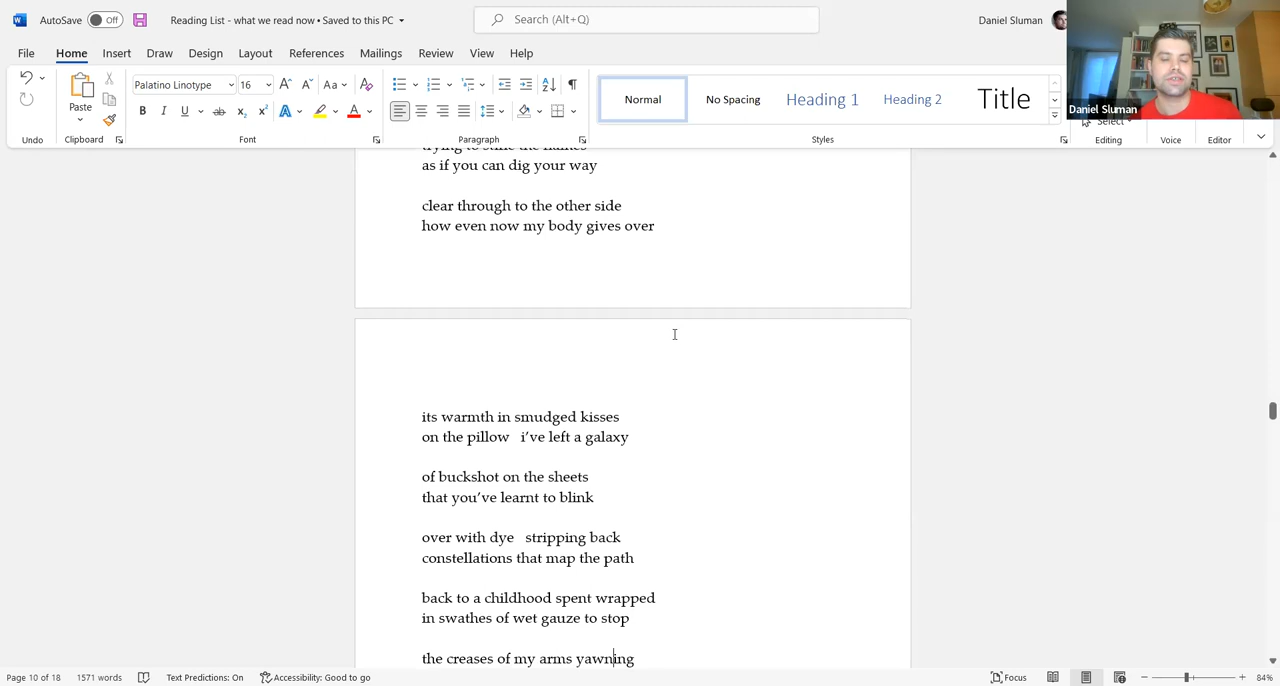 AutoSave Off Reading List - what we read now • Saved to this PC Search (Alt+Q) Daniel Sluman
File Home Insert Draw Design Layout References Mailings Review View Help
Palatino Linotype 16 A A Aa A
Paste B I U ab x₂ x² A A Normal No Spacing Heading 1 Heading 2 Title
Daniel Sluman
Select
Undo Clipboard Font Paragraph Styles Editing Voice Editor
trying to
as if you can dig your way
clear through to the other side
how even now my body gives over
its warmth in smudged kisses
on the pillow i’ve left a galaxy
of buckshot on the sheets
that you’ve learnt to blink
over with dye stripping back
constellations that map the path
back to a childhood spent wrapped
in swathes of wet gauze to stop
the creases of my arms yawning
Page 10 of 18 1571 words Text Predictions: On Accessibility: Good to go Focus 84%